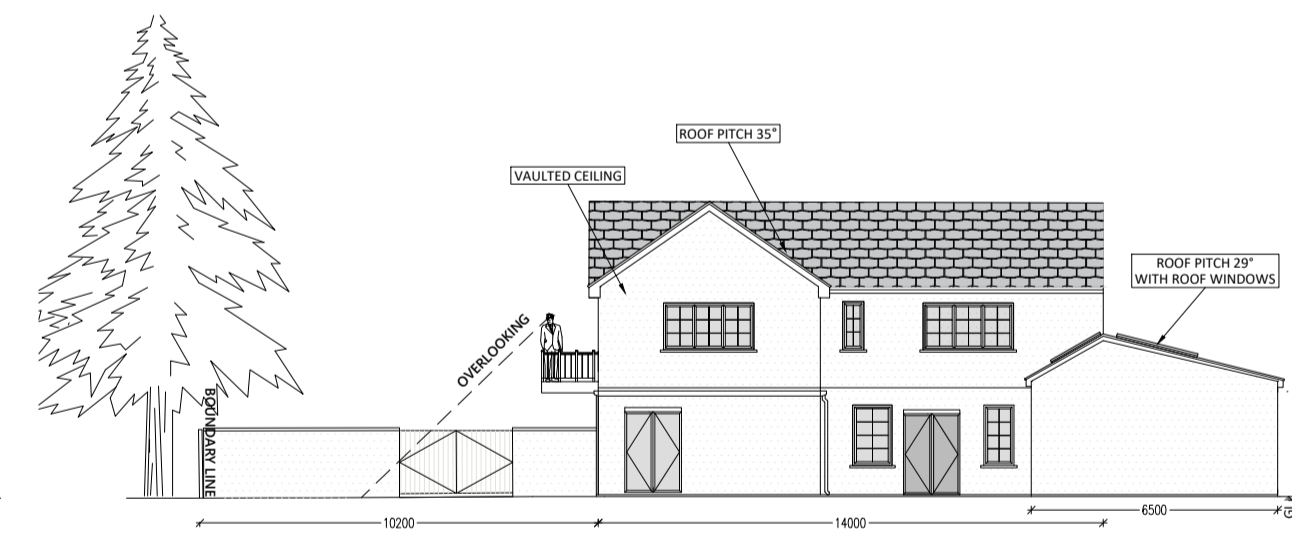 ROOF PITCH 35°
VAULTED CEILING
ROOF PITCH 29°
WITH ROOF WINDOWS
OVERLOOKING
BOUNDARY LINE
10200
14000
6500